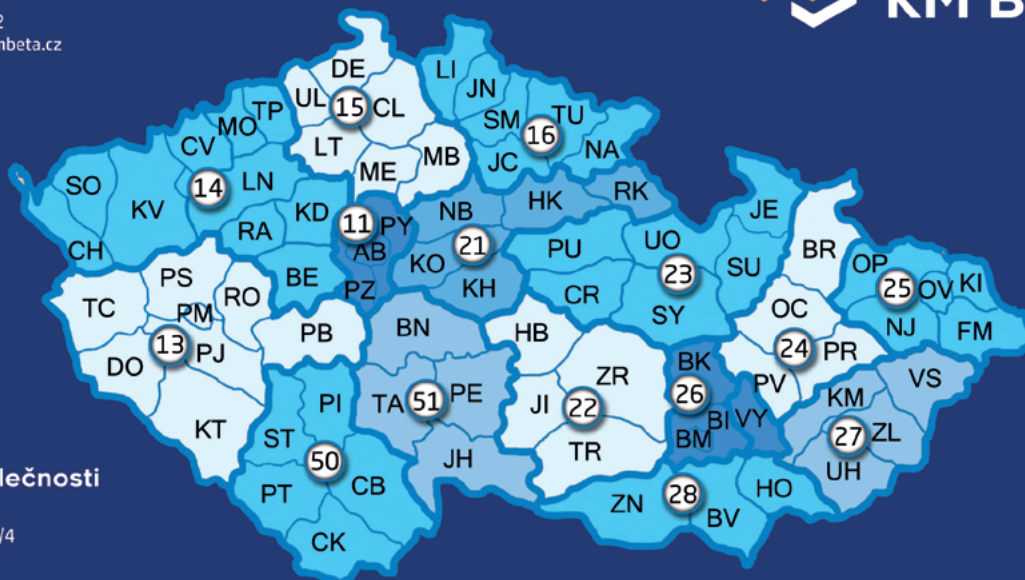 2
nbeta.cz
KM B
DE
LI
UL
15
CL
JN
TP
MO
SM
TU
16
CV
LT
ME
MB
JC
NA
SO
KV
14
LN
KD
11
PY
NB
HK
RK
RA
AB
21
PU
UO
JE
CH
BE
PZ
KO
KH
CR
23
SU
BR
TC
PS
PM
RO
SY
OP
25
OV
KI
13
PJ
PB
BN
HB
OC
NJ
FM
DO
24
PR
KT
PI
TA
51
PE
JI
22
ZR
BK
26
BI
VY
BM
PV
KM
VS
ST
50
JH
TR
27
ZL
UH
PT
CB
ZN
28
BV
HO
CK
lečnosti
/4